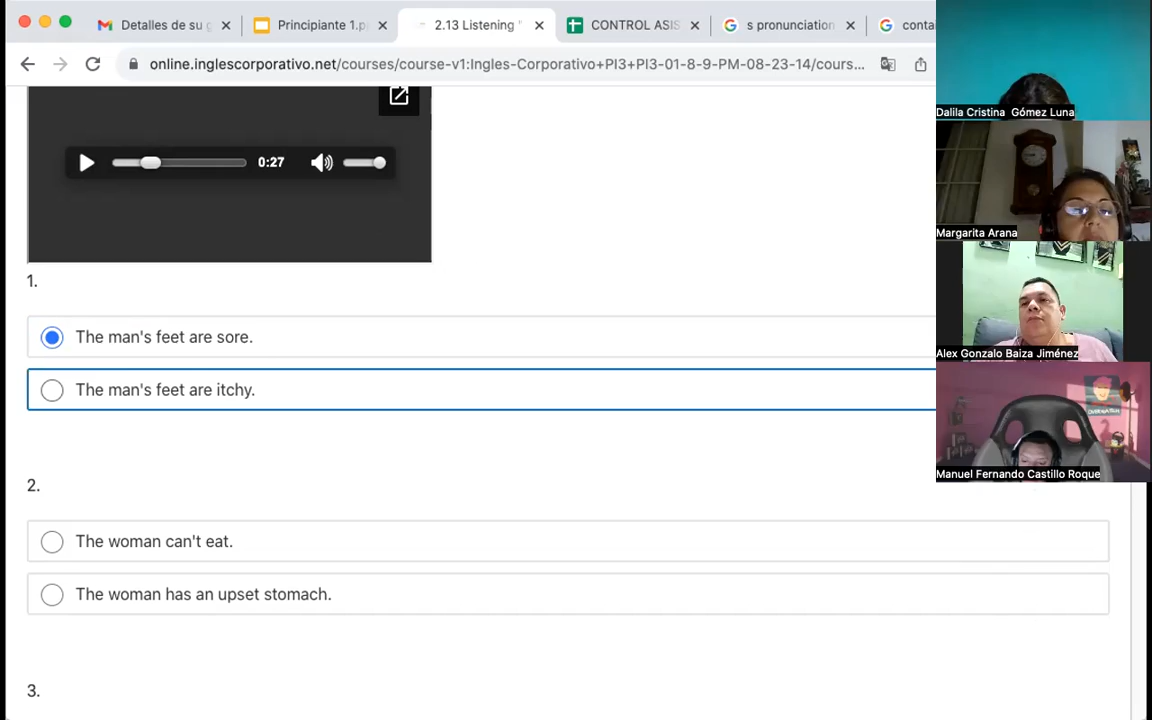 Detalles de su g
Principiante 1.p
2.13 Listening "
CONTROL ASIS
s pronunciation
conta
online.inglescorporativo.net/courses/course-v1:Ingles-Corporativo+PI3+PI3-01-8-9-PM-08-23-14/cours...
0:27
1.
The man's feet are sore.
The man's feet are itchy.
2.
The woman can't eat.
The woman has an upset stomach.
3.
Dalila Cristina Gómez Luna
Margarita Arana
Alex Gonzalo Baiza Jiménez
Manuel Fernando Castillo Roque